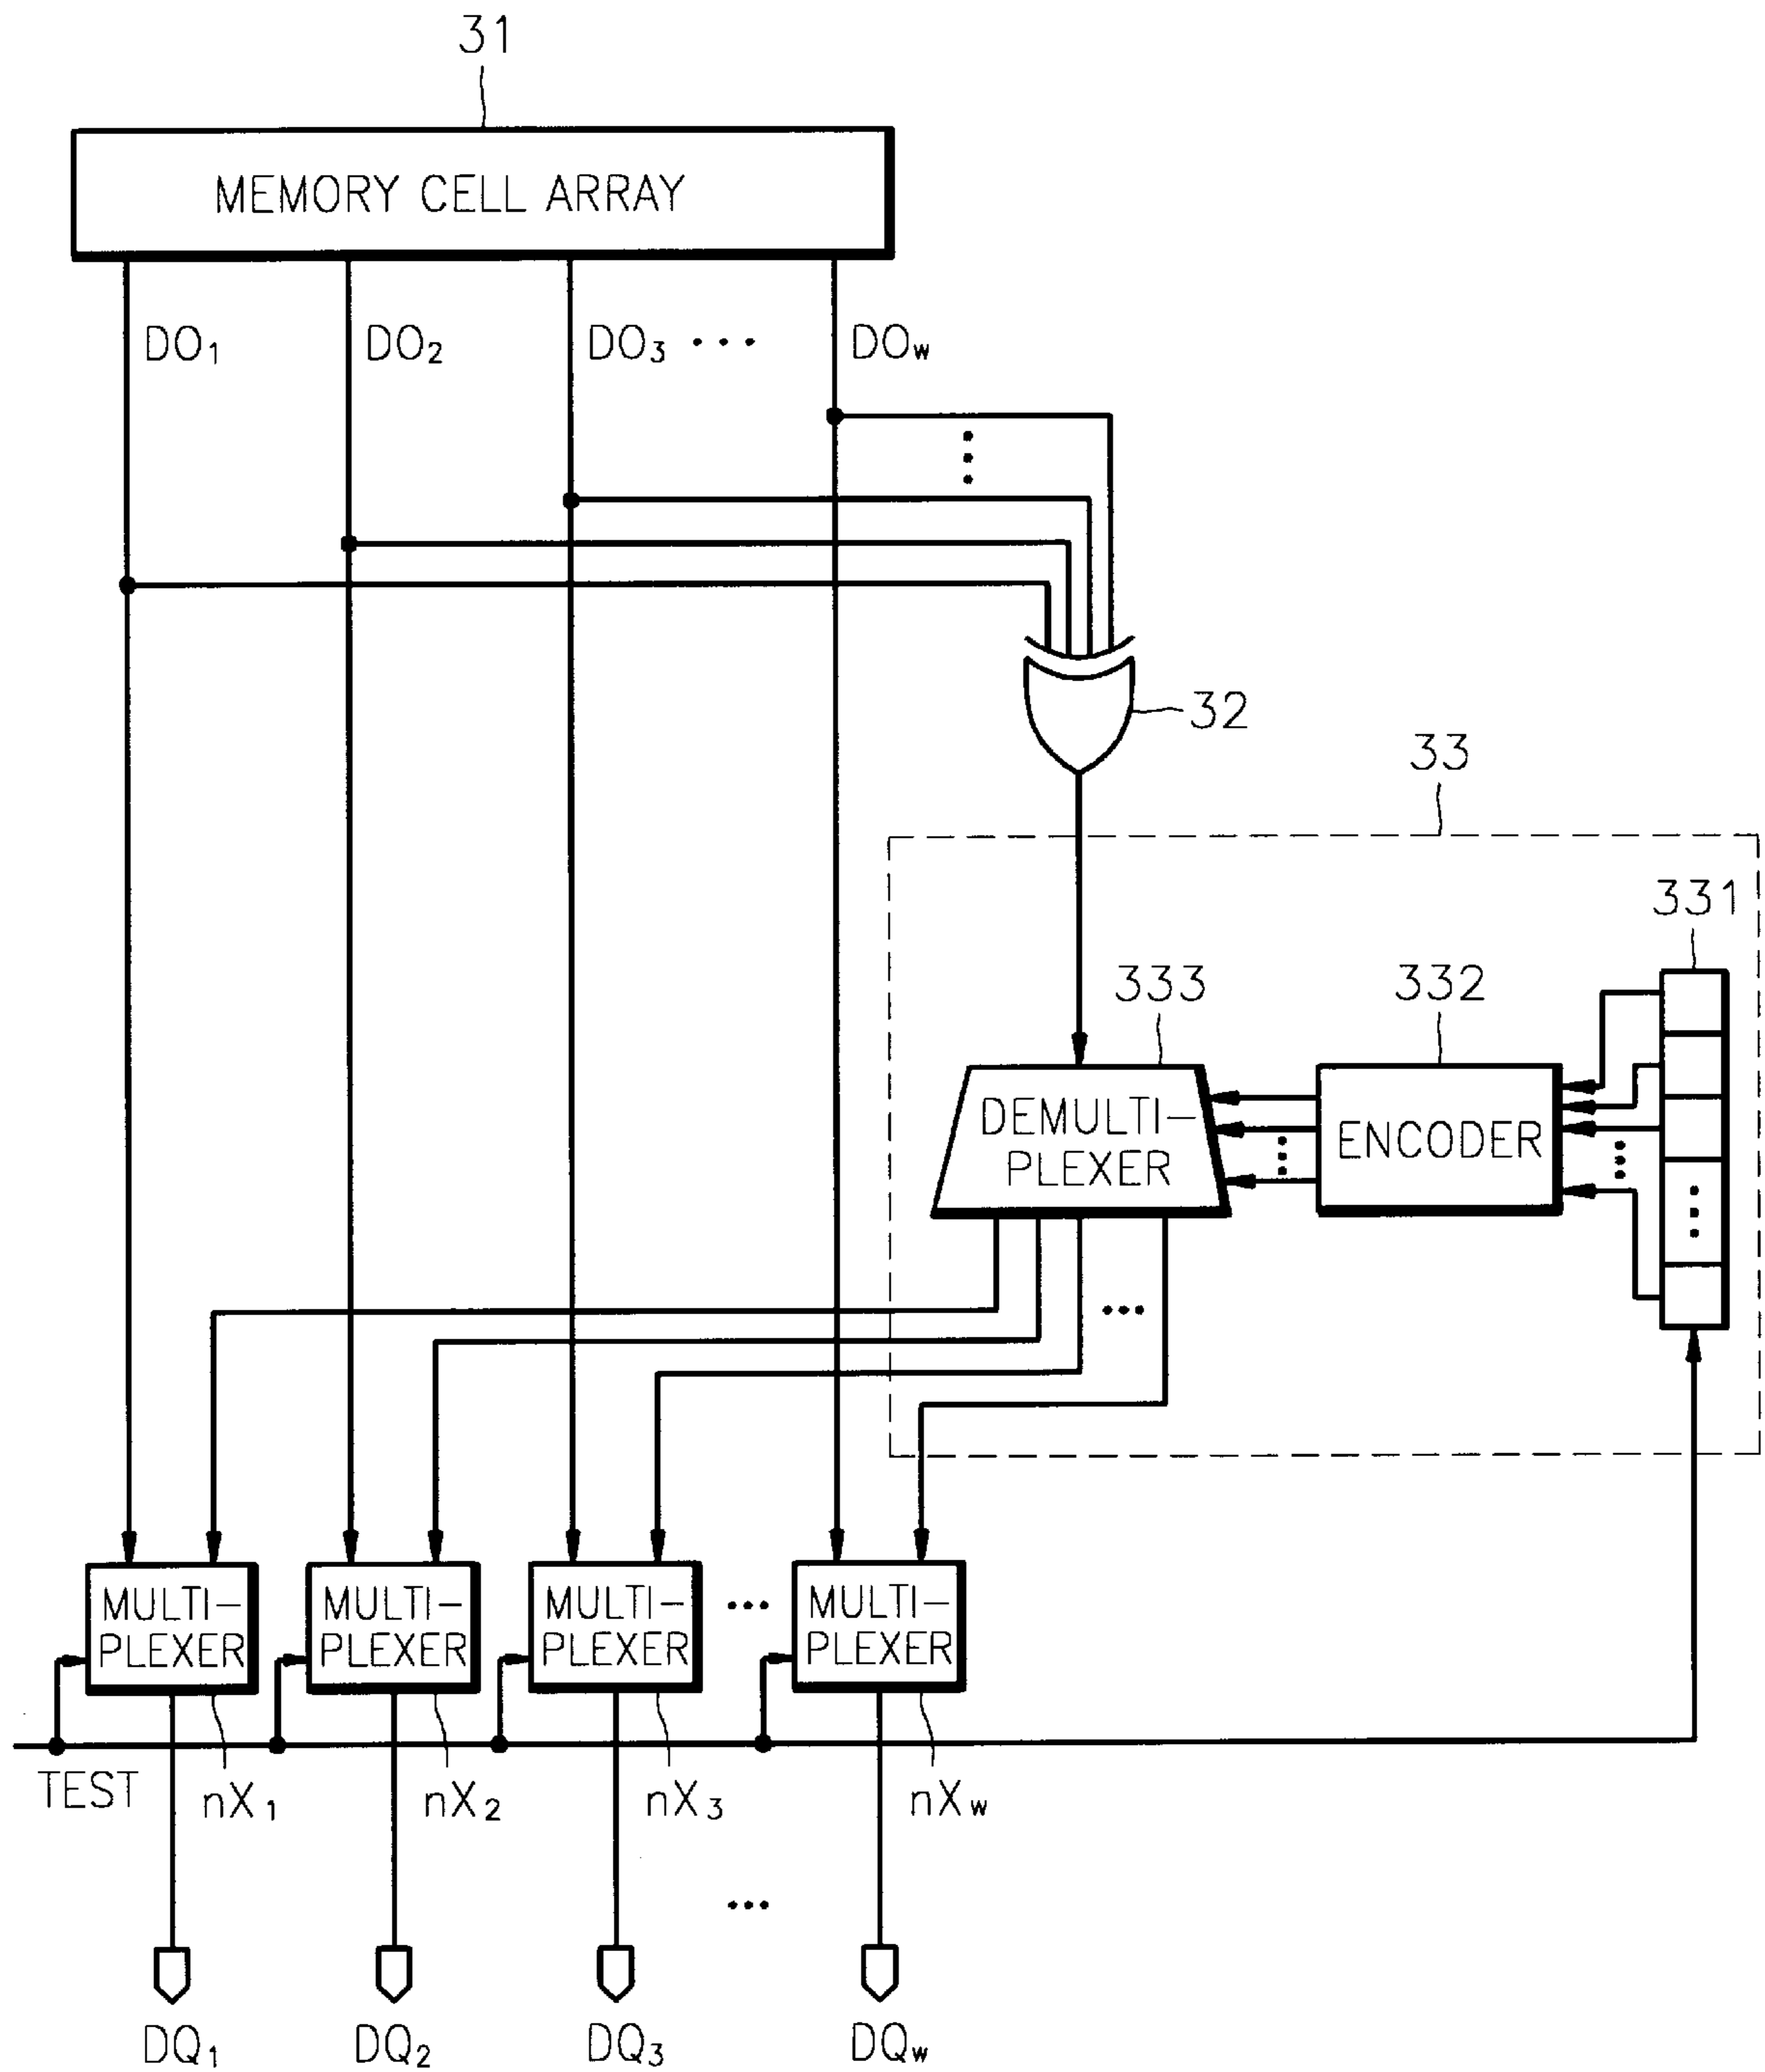 31
MEMORY CELL ARRAY
DO₁ DO₂ DO₃ ··· DOw
32
33
331
333 332
DEMULTI-
PLEXER
ENCODER
MULTI-
PLEXER
MULTI-
PLEXER
MULTI-
PLEXER
MULTI-
PLEXER
TEST
nX₁ nX₂ nX₃ nXw
DQ₁ DQ₂ DQ₃ DQw